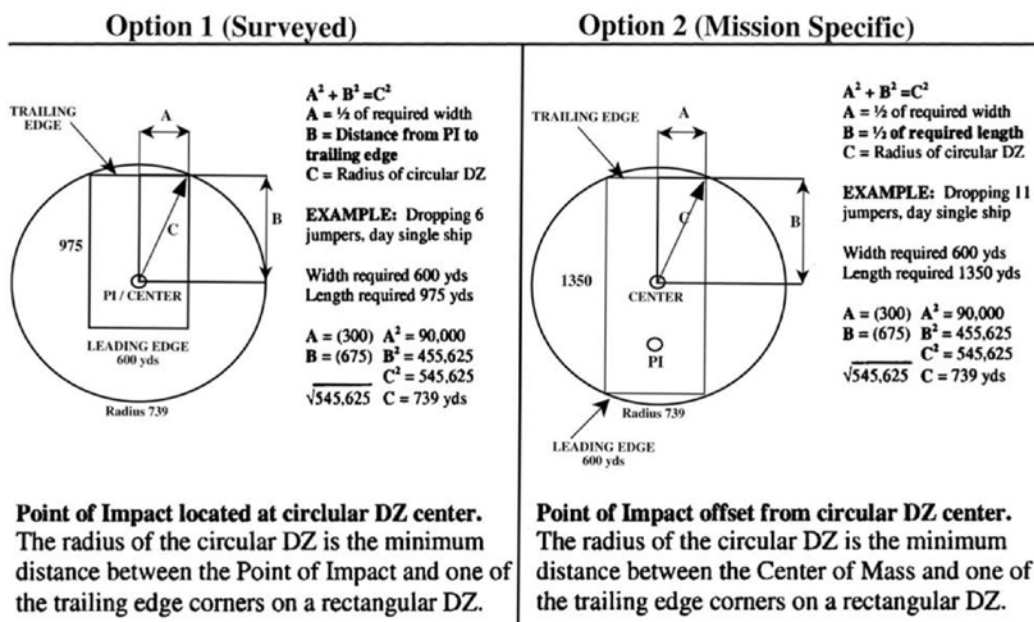 Option 1 (Surveyed)
TRAILING
EDGE
A
975
C
B
PI / CENTER
LEADING EDGE
600 yds
Radius 739
A² + B² =C²
A = ½ of required width
B = Distance from PI to
trailing edge
C = Radius of circular DZ
EXAMPLE: Dropping 6
jumpers, day single ship
Width required 600 yds
Length required 975 yds
A = (300) A² = 90,000
B = (675) B² = 455,625
C² = 545,625
√545,625 C = 739 yds
Point of Impact located at circlular DZ center.
The radius of the circular DZ is the minimum
distance between the Point of Impact and one of
the trailing edge corners on a rectangular DZ.
Option 2 (Mission Specific)
TRAILING EDGE
A
C
B
1350
CENTER
PI
Radius 739
LEADING EDGE
600 yds
A² + B² =C²
A = ½ of required width
B = ½ of required length
C = Radius of circular DZ
EXAMPLE: Dropping 11
jumpers, day single ship
Width required 600 yds
Length required 1350 yds
A = (300) A² = 90,000
B = (675) B² = 455,625
C² = 545,625
√545,625 C = 739 yds
Point of Impact offset from circular DZ center.
The radius of the circular DZ is the minimum
distance between the Center of Mass and one of
the trailing edge corners on a rectangular DZ.